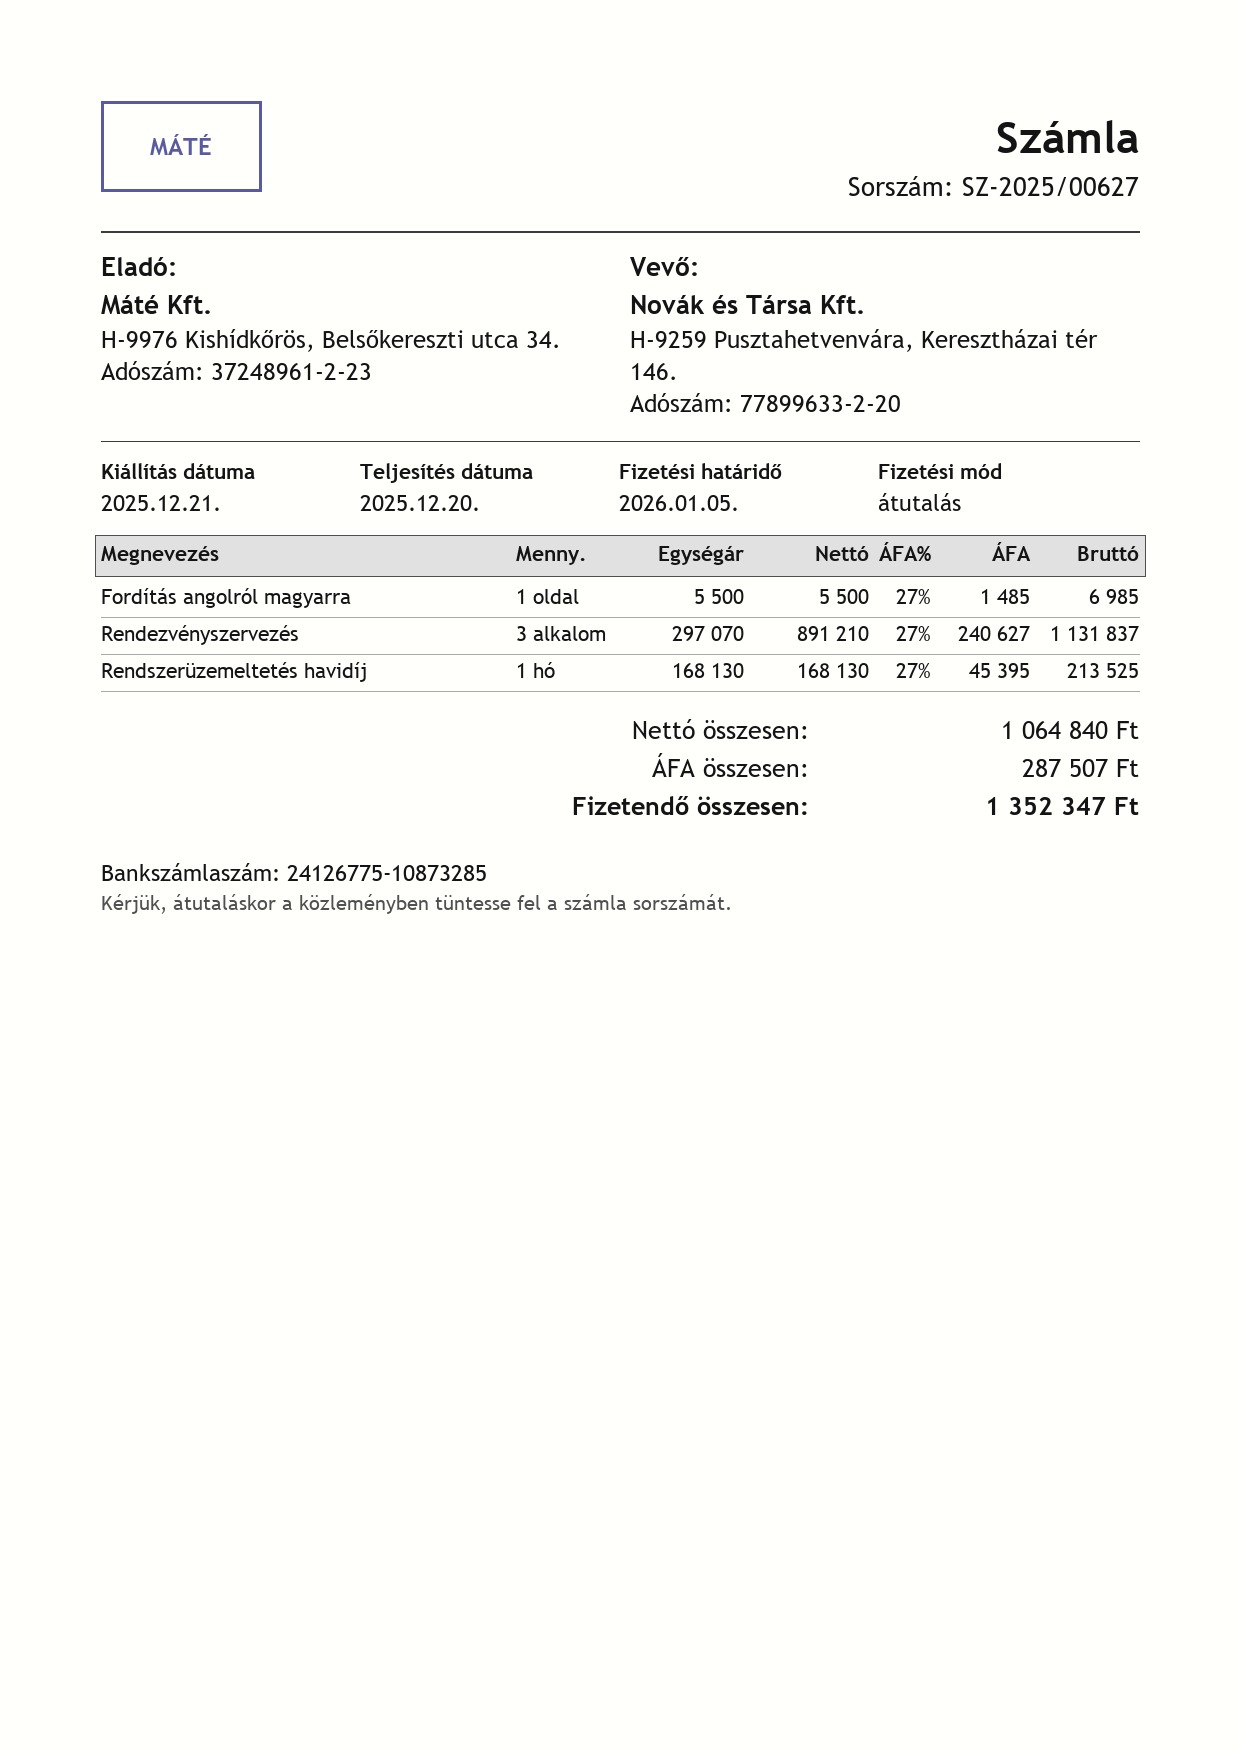 MÁTÉ
Számla
Sorszám: SZ-2025/00627
Eladó:
Máté Kft.
H-9976 Kishídkőrös, Belsőkereszti utca 34.
Adószám: 37248961-2-23
Vevő:
Novák és Társa Kft.
H-9259 Pusztahetvenvára, Keresztházai tér
146.
Adószám: 77899633-2-20
Kiállítás dátuma Teljesítés dátuma Fizetési határidő Fizetési mód
2025.12.21. 2025.12.20. 2026.01.05. átutalás
Megnevezés Menny. Egységár Nettó ÁFA% ÁFA Bruttó
Fordítás angolról magyarra 1 oldal 5 500 5 500 27% 1 485 6 985
Rendezvényszervezés 3 alkalom 297 070 891 210 27% 240 627 1 131 837
Rendszerüzemeltetés havidíj 1 hó 168 130 168 130 27% 45 395 213 525
Nettó összesen: 1 064 840 Ft
ÁFA összesen: 287 507 Ft
Fizetendő összesen: 1 352 347 Ft
Bankszámlaszám: 24126775-10873285
Kérjük, átutaláskor a közleményben tüntesse fel a számla sorszámát.